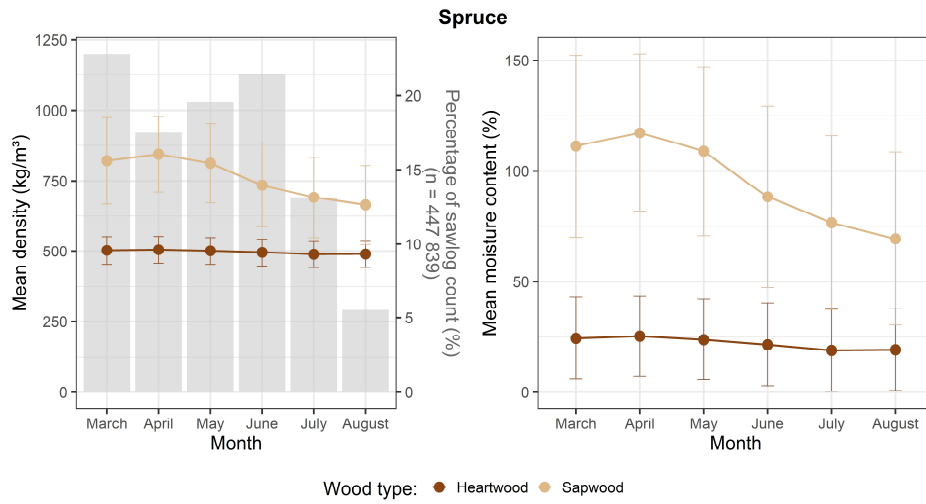 Spruce
Mean density (kg/m³)
1250
1000
750
500
250
0
20
15
10
5
0
Percentage of sawlog count (%)
(n = 447 839)
March April May June July August
Month
Mean moisture content (%)
150
100
50
0
March April May June July August
Month
Wood type: Heartwood Sapwood